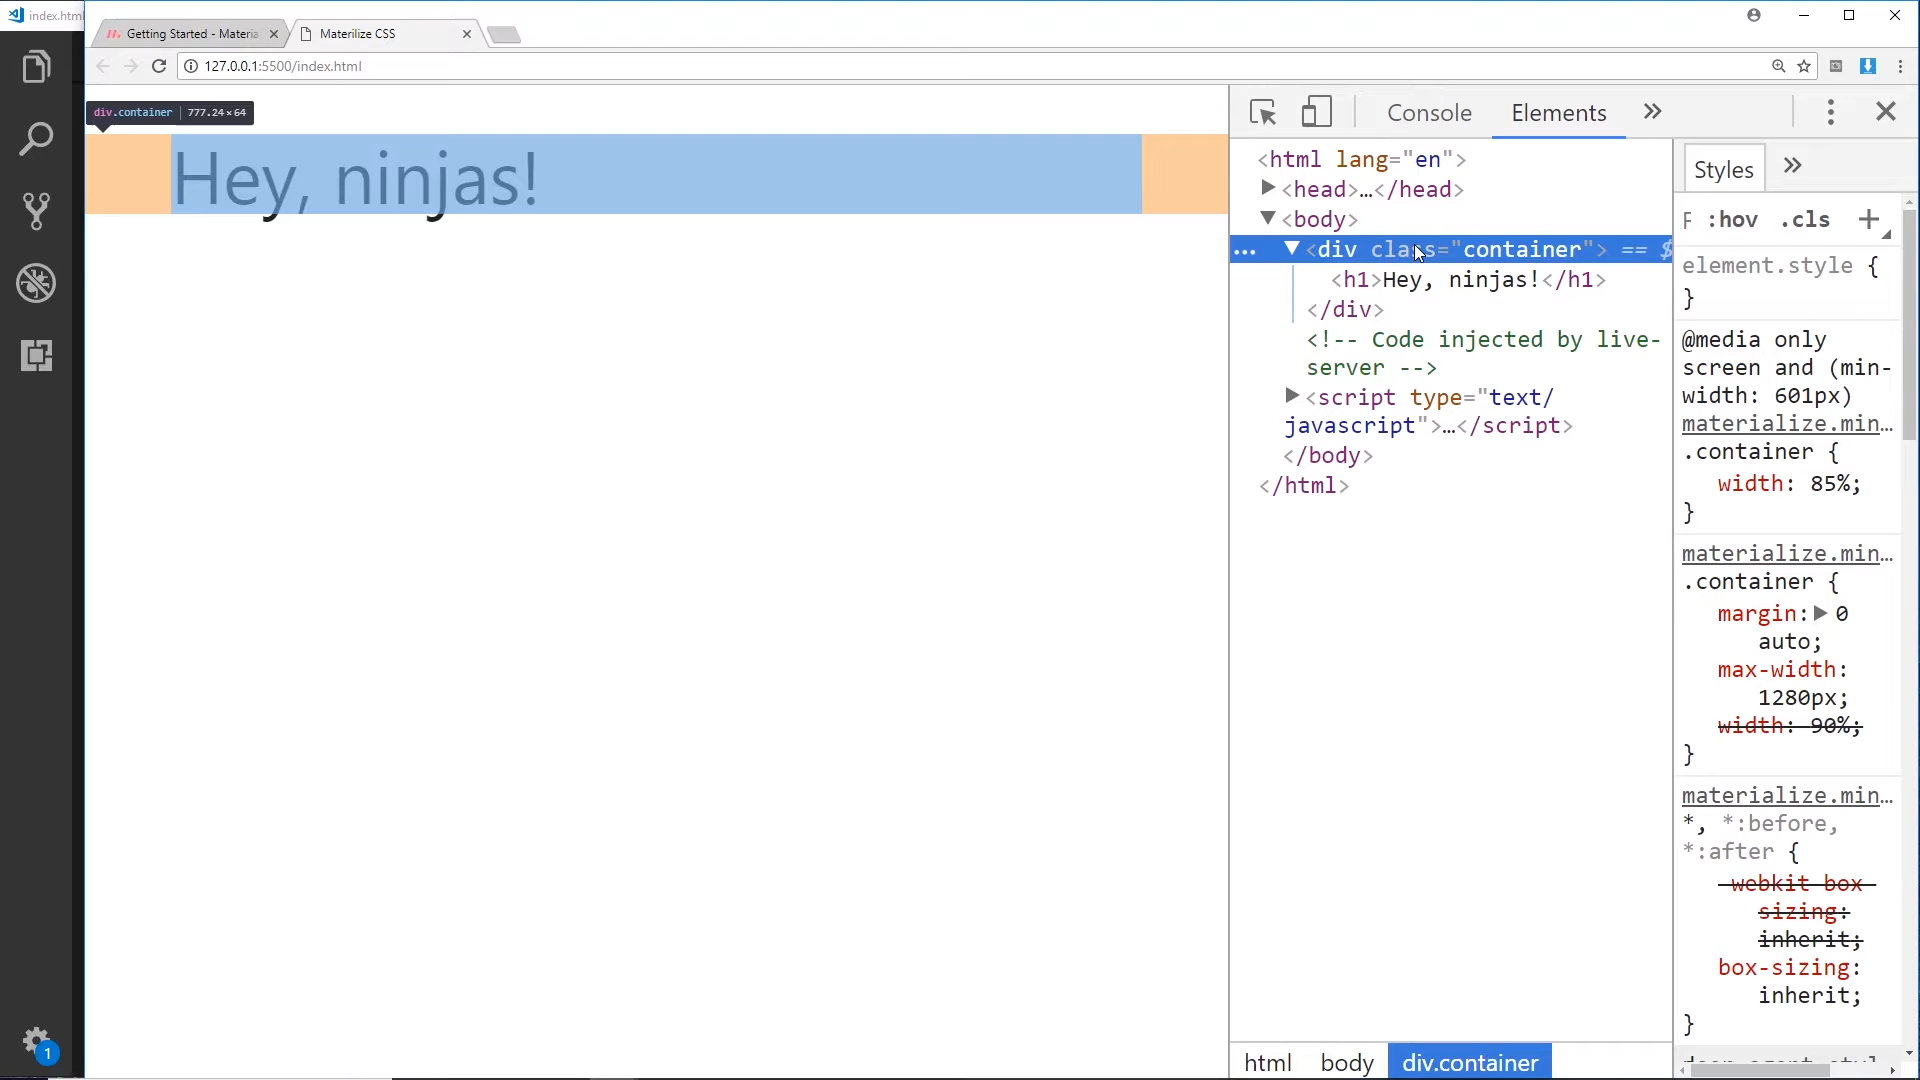 index.html
Getting Started - Materia
Materilize CSS
127.0.0.1:5500/index.html
div.container | 777.24×64
Hey, ninjas!
Console
Elements
<html lang="en">
<head>…</head>
<body>
<div class="container"> == $
<h1>Hey, ninjas!</h1>
</div>
<!-- Code injected by live-
server -->
<script type="text/
javascript">…</script>
</body>
</html>
html
body
div.container
Styles
F :hov .cls
element.style {
}
@media only
screen and (min-
width: 601px)
materialize.min…
.container {
width: 85%;
}
materialize.min…
.container {
margin: 0
auto;
max-width:
1280px;
width: 90%;
}
materialize.min…
*, *:before,
*:after {
-webkit-box-
sizing:
inherit;
box-sizing:
inherit;
}
1